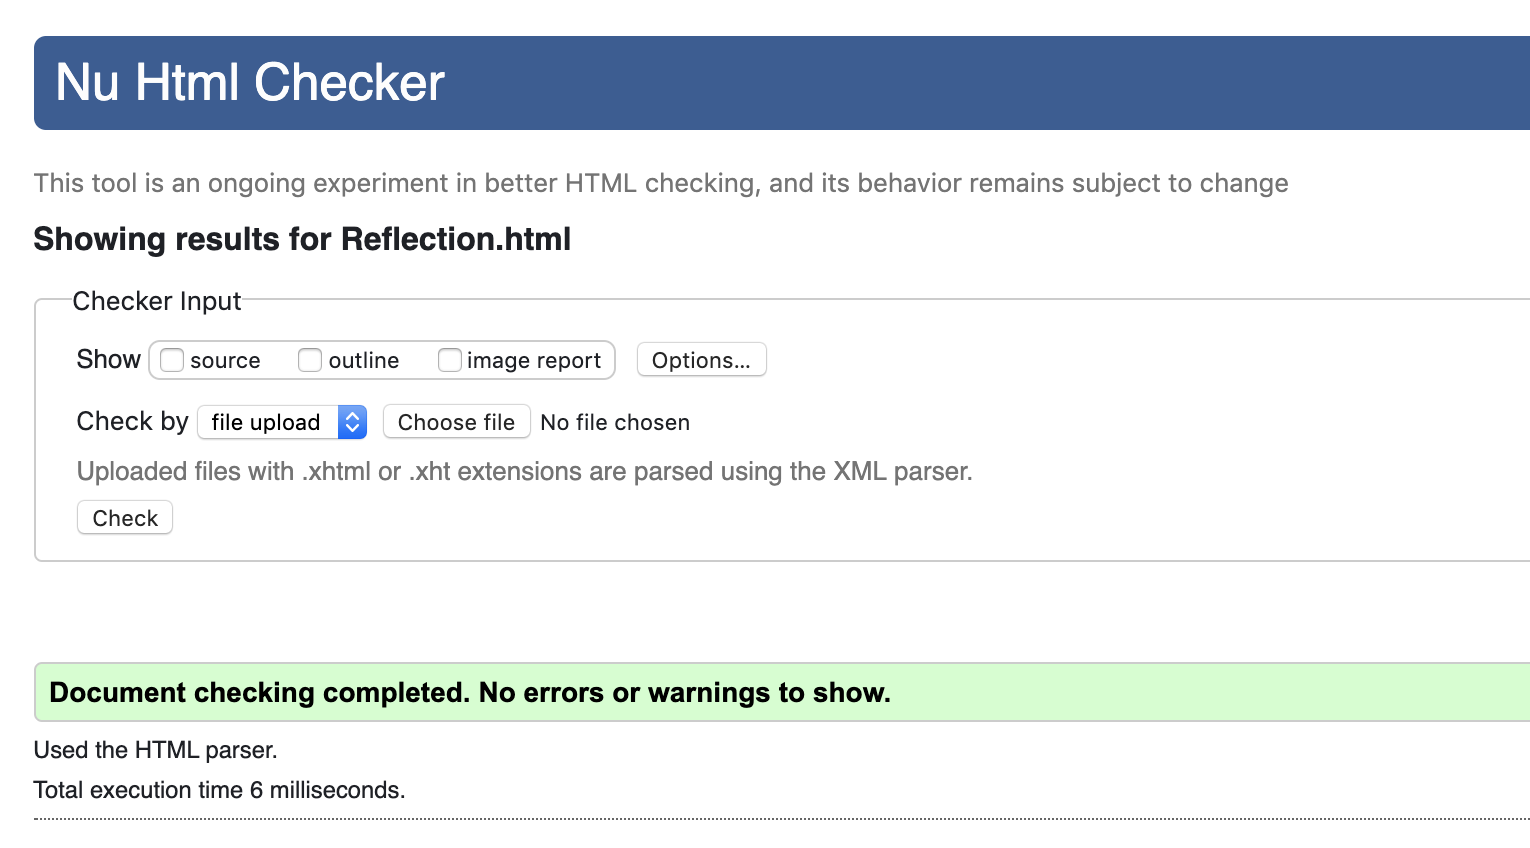 Nu Html Checker
This tool is an ongoing experiment in better HTML checking, and its behavior remains subject to change
Showing results for Reflection.html
Checker Input
Show source outline image report Options...
Check by file upload Choose file No file chosen
Uploaded files with .xhtml or .xht extensions are parsed using the XML parser.
Check
Document checking completed. No errors or warnings to show.
Used the HTML parser.
Total execution time 6 milliseconds.